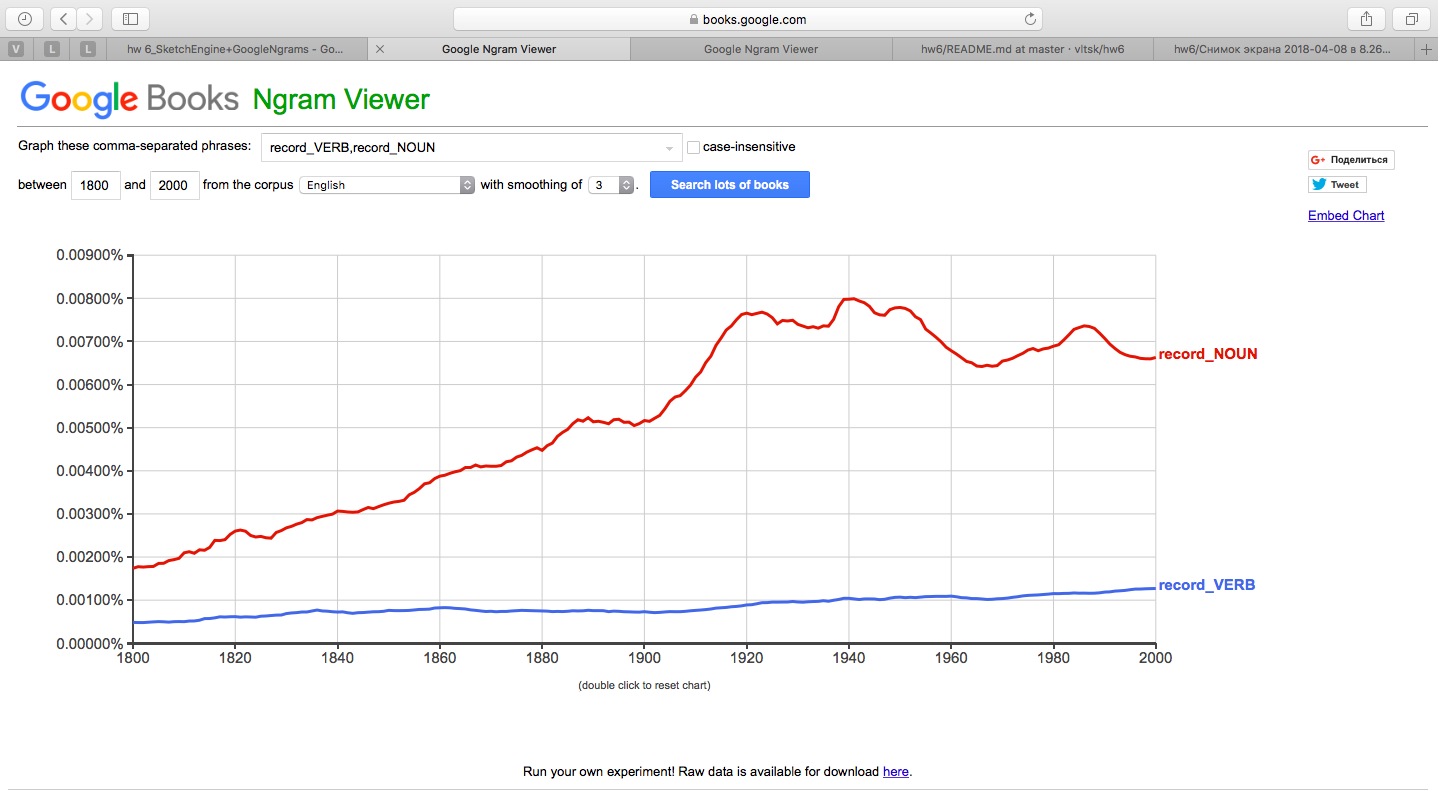 books.google.com
V L L hw 6_SketchEngine+GoogleNgrams - Go... Google Ngram Viewer Google Ngram Viewer hw6/README.md at master · vltsk/hw6 hw6/Снимок экрана 2018-04-08 в 8.26...
Google Books Ngram Viewer
Graph these comma-separated phrases: record_VERB,record_NOUN case-insensitive
between 1800 and 2000 from the corpus English with smoothing of 3 . Search lots of books
G+ Поделиться
Tweet
Embed Chart
0.00900%
0.00800%
0.00700%
record_NOUN
0.00600%
0.00500%
0.00400%
0.00300%
0.00200%
record_VERB
0.00100%
0.00000%
1800 1820 1840 1860 1880 1900 1920 1940 1960 1980 2000
(double click to reset chart)
Run your own experiment! Raw data is available for download here.